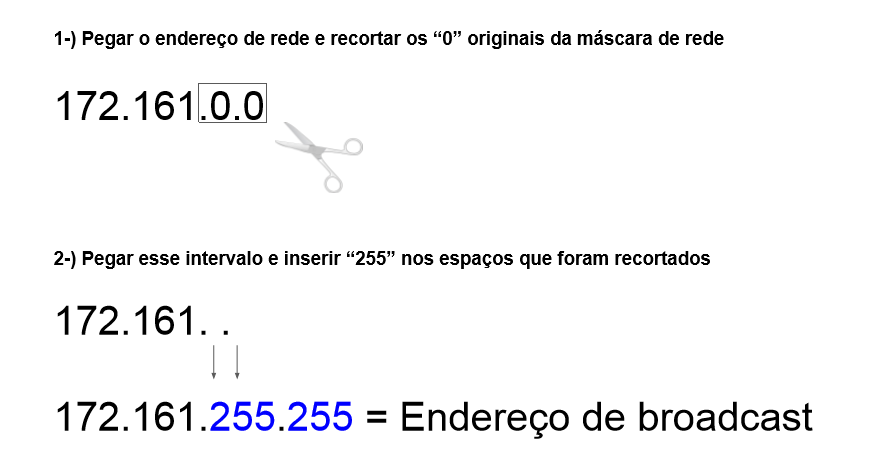 1-) Pegar o endereço de rede e recortar os “0” originais da máscara de rede
172.161.0.0
2-) Pegar esse intervalo e inserir “255” nos espaços que foram recortados
172.161. .
172.161.255.255 = Endereço de broadcast